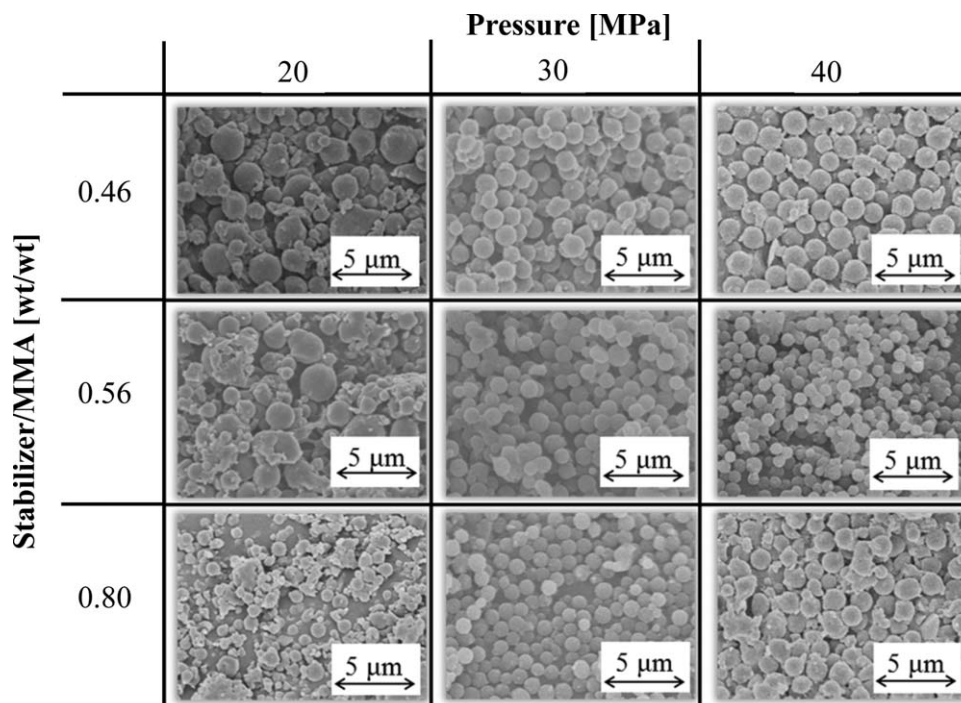 Pressure [MPa]
20 30 40
Stabilizer/MMA [wt/wt]
0.46
5 μm 5 μm 5 μm
0.56
5 μm 5 μm 5 μm
0.80
5 μm 5 μm 5 μm